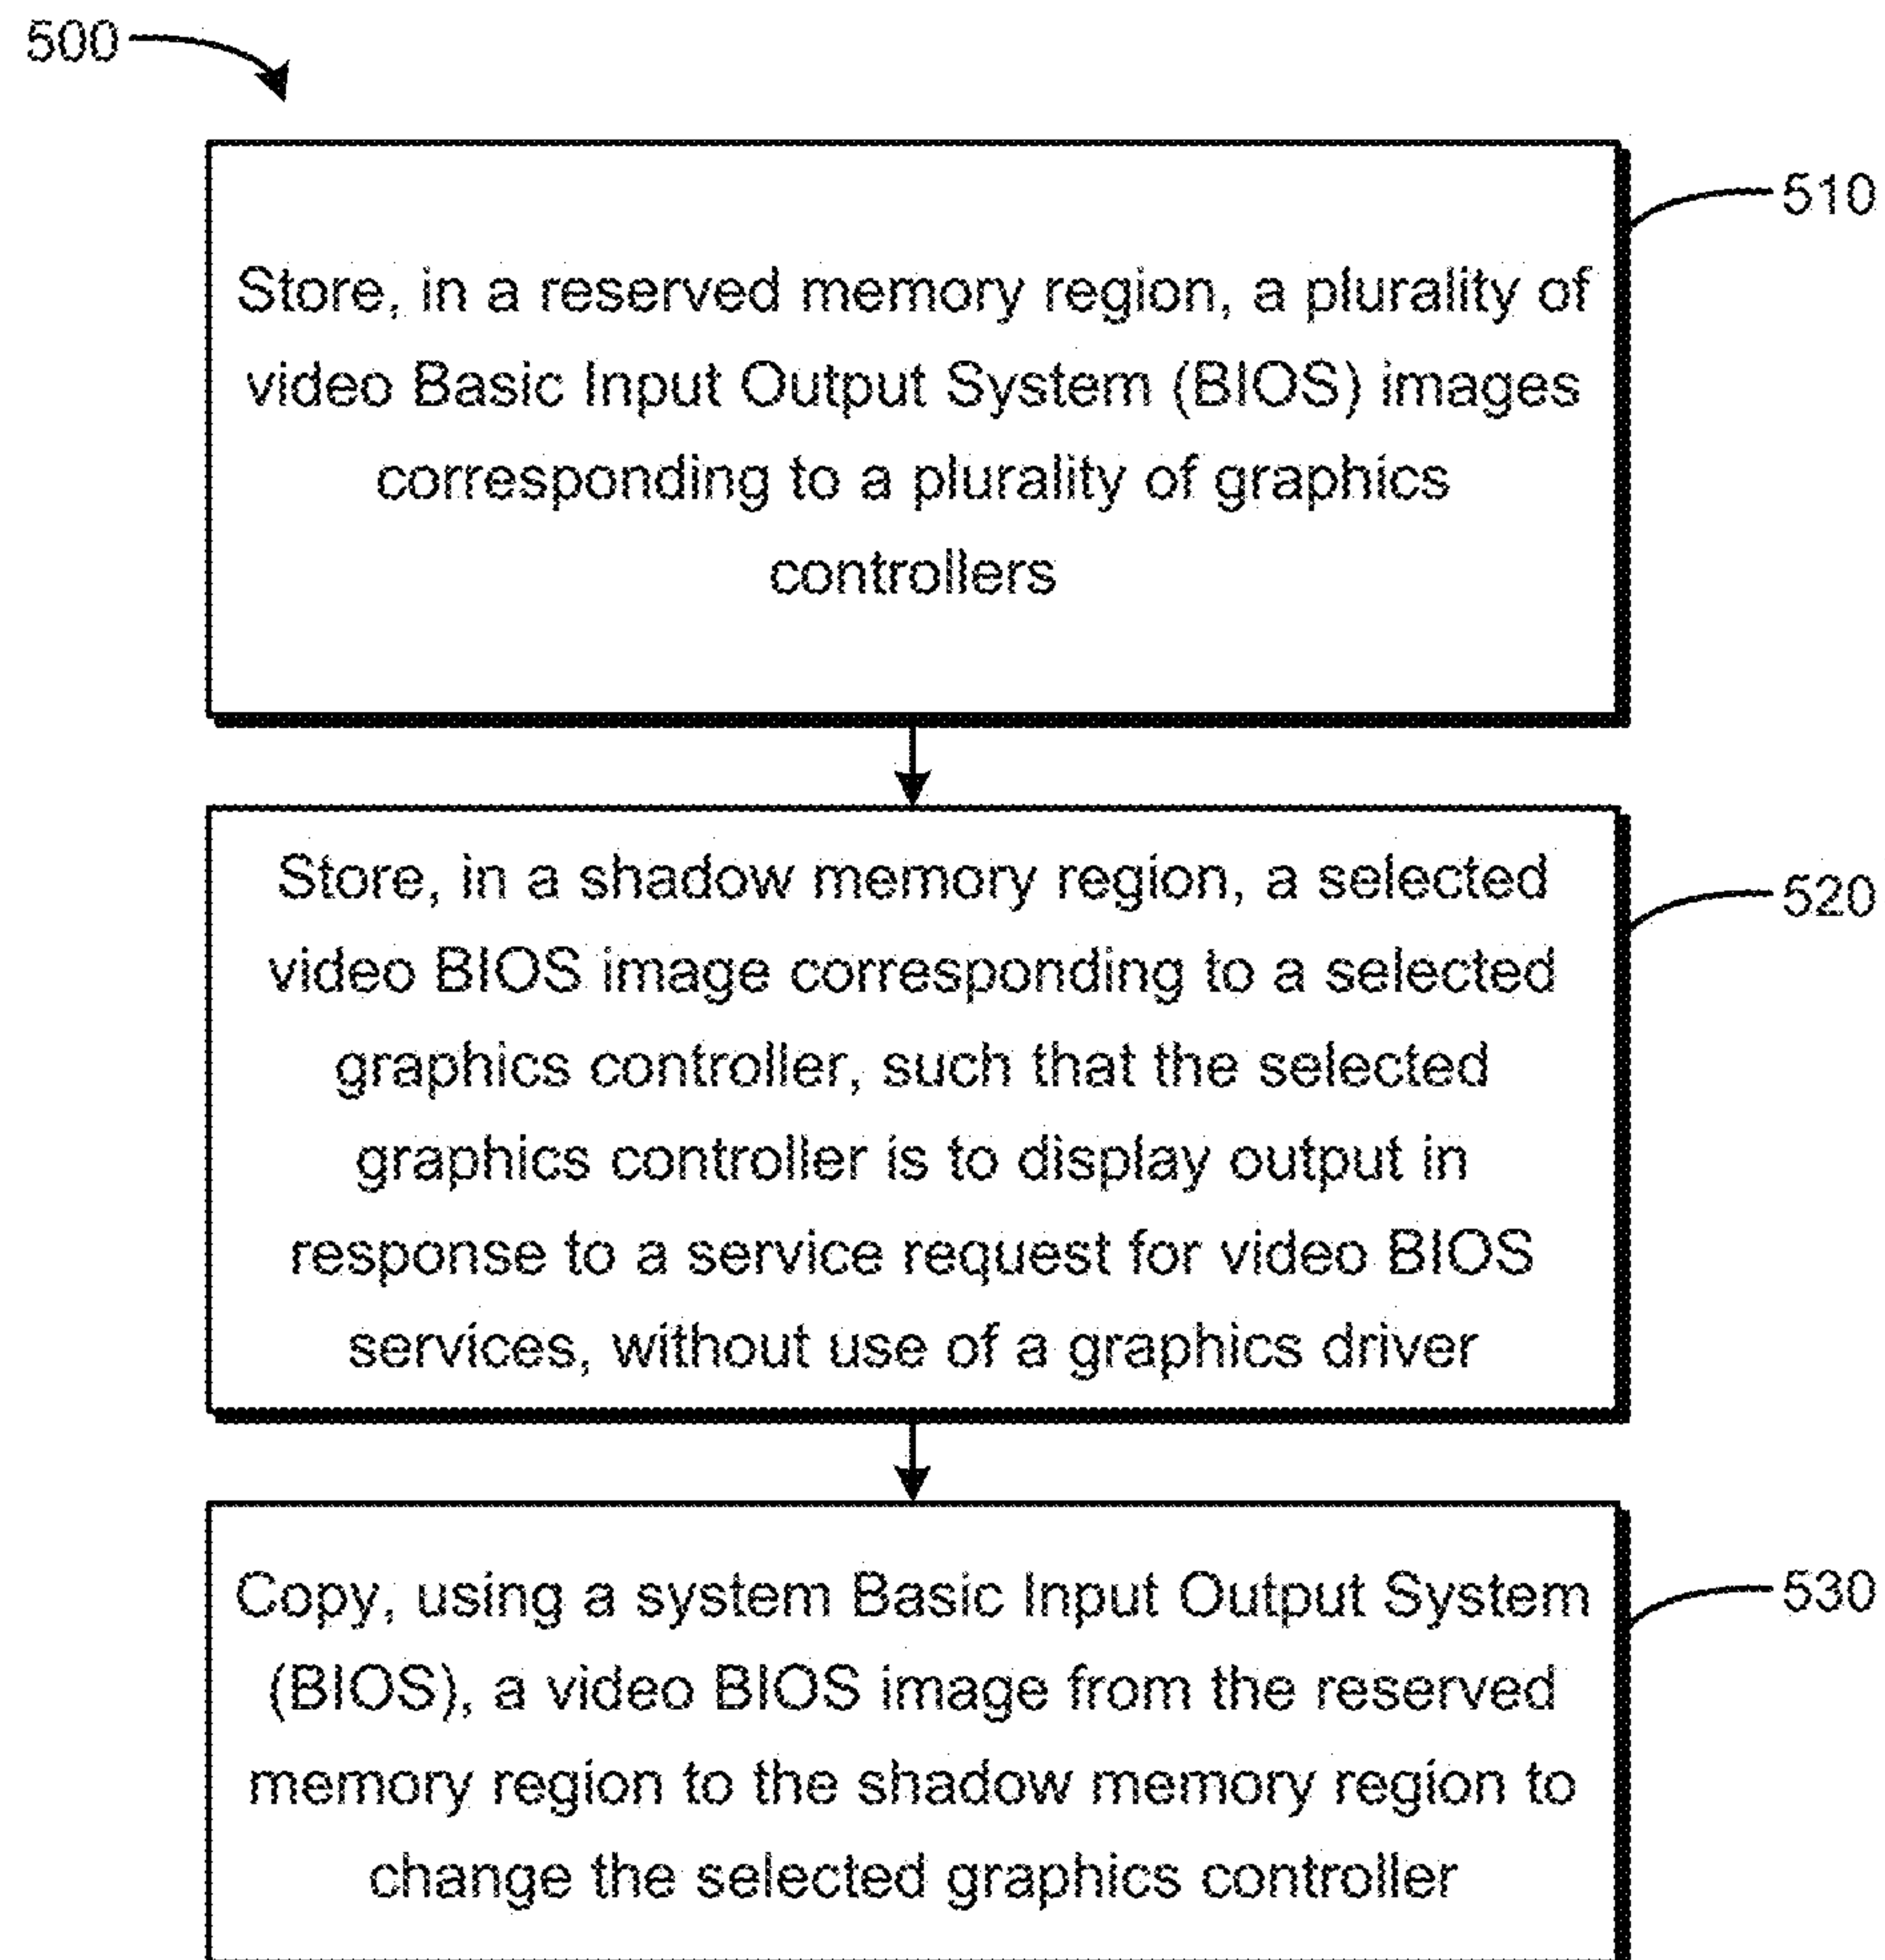 500
510
Store, in a reserved memory region, a plurality of
video Basic Input Output System (BIOS) images
corresponding to a plurality of graphics
controllers
520
Store, in a shadow memory region, a selected
video BIOS image corresponding to a selected
graphics controller, such that the selected
graphics controller is to display output in
response to a service request for video BIOS
services, without use of a graphics driver
530
Copy, using a system Basic Input Output System
(BIOS), a video BIOS image from the reserved
memory region to the shadow memory region to
change the selected graphics controller